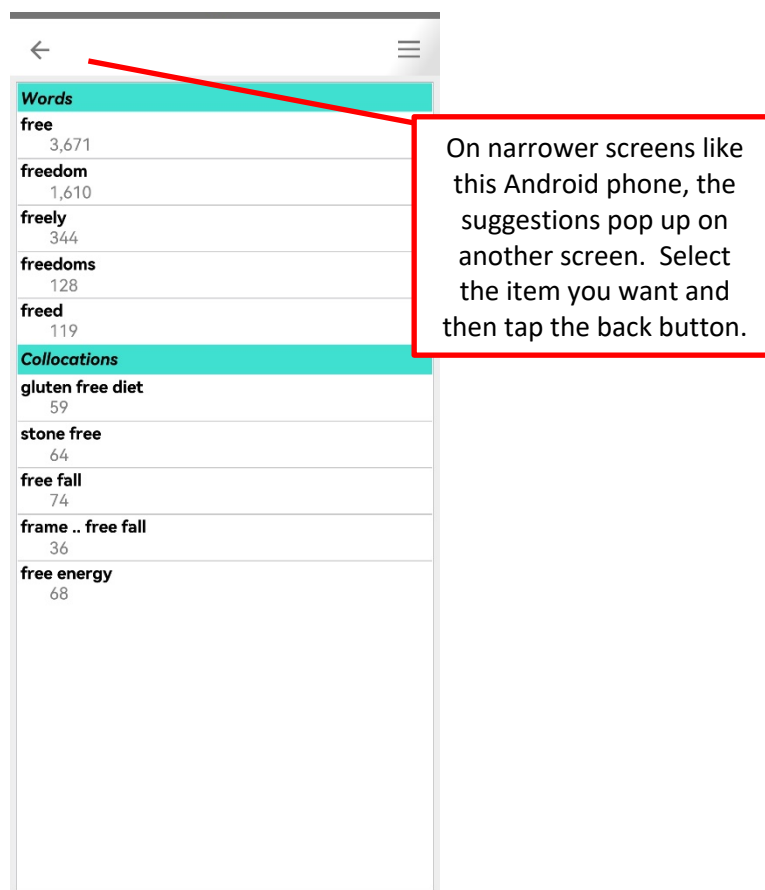 Words
free
3,671
freedom
1,610
freely
344
freedoms
128
freed
119
Collocations
gluten free diet
59
stone free
64
free fall
74
frame .. free fall
36
free energy
68
On narrower screens like
this Android phone, the
suggestions pop up on
another screen.  Select
the item you want and
then tap the back button.